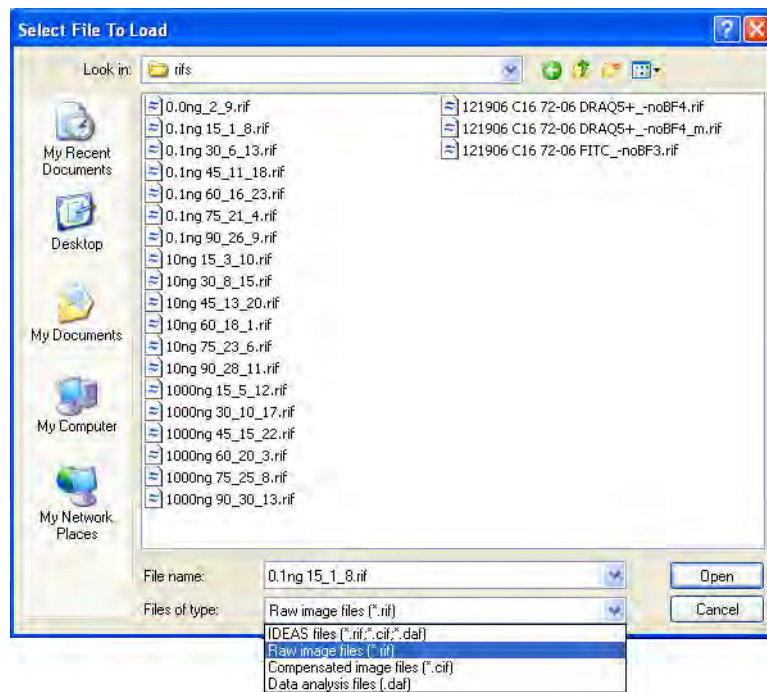 Select File To Load
Look in: rifs
My Recent
Documents
Desktop
My Documents
My Computer
My Network
Places
0.0ng_2_9.rif
0.1ng 15_1_8.rif
0.1ng 30_6_13.rif
0.1ng 45_11_18.rif
0.1ng 60_16_23.rif
0.1ng 75_21_4.rif
0.1ng 90_26_9.rif
10ng 15_3_10.rif
10ng 30_8_15.rif
10ng 45_13_20.rif
10ng 60_18_1.rif
10ng 75_23_6.rif
10ng 90_28_11.rif
1000ng 15_5_12.rif
1000ng 30_10_17.rif
1000ng 45_15_22.rif
1000ng 60_20_3.rif
1000ng 75_25_8.rif
1000ng 90_30_13.rif
121906 C16 72-06 DRAQ5+_-noBF4.rif
121906 C16 72-06 DRAQ5+_-noBF4_m.rif
121906 C16 72-06 FITC_-noBF3.rif
File name: 0.1ng 15_1_8.rif Open
Files of type: Raw image files (*.rif) Cancel
IDEAS files (*.rif;*.cif;*.daf)
Raw image files (*.rif)
Compensated image files (*.cif)
Data analysis files (.daf)